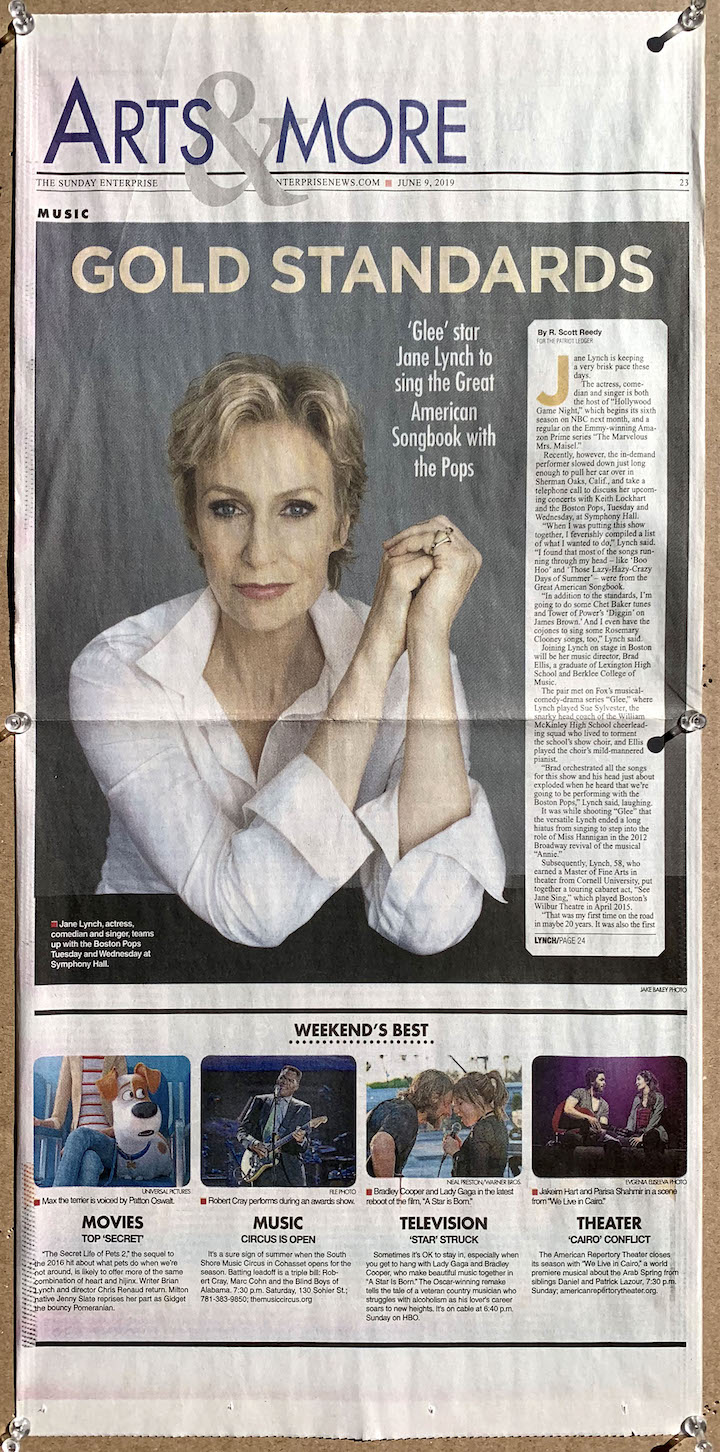 ARTS & MORE
THE SUNDAY ENTERPRISE
NTERPRISENEWS.COM ■ JUNE 9, 2019
23
MUSIC
GOLD STANDARDS
'Glee' star
Jane Lynch to
sing the Great
American
Songbook with
the Pops
By R. Scott Reedy
FOR THE PATRIOT LEDGER
Jane Lynch is keeping
a very brisk pace these
days.
The actress, come-
dian and singer is both
the host of "Hollywood
Game Night," which begins its sixth
season on NBC next month, and a
regular on the Emmy-winning Ama-
zon Prime series "The Marvelous
Mrs. Maisel."
Recently, however, the in-demand
performer slowed down just long
enough to pull her car over in
Sherman Oaks, Calif., and take a
telephone call to discuss her upcom-
ing concerts with Keith Lockhart
and the Boston Pops, Tuesday and
Wednesday, at Symphony Hall.
"When I was putting this show
together, I feverishly compiled a list
of what I wanted to do," Lynch said.
"I found that most of the songs run-
ning through my head – like 'Boo
Hoo' and 'Those Lazy-Hazy-Crazy
Days of Summer' – were from the
Great American Songbook.
"In addition to the standards, I'm
going to do some Chet Baker tunes
and Tower of Power's 'Diggin' on
James Brown.' And I even have the
cojones to sing some Rosemary
Clooney songs, too," Lynch said.
Joining Lynch on stage in Boston
will be her music director, Brad
Ellis, a graduate of Lexington High
School and Berklee College of
Music.
The pair met on Fox's musical-
comedy-drama series "Glee," where
Lynch played Sue Sylvester, the
snarky head coach of the William
McKinley High School cheerlead-
ing squad who lived to torment
the school's show choir, and Ellis
played the choir's mild-mannered
pianist.
"Brad orchestrated all the songs
for this show and his head just about
exploded when he heard that we're
going to be performing with the
Boston Pops," Lynch said, laughing.
It was while shooting "Glee" that
the versatile Lynch ended a long
hiatus from singing to step into the
role of Miss Hannigan in the 2012
Broadway revival of the musical
"Annie."
Subsequently, Lynch, 58, who
earned a Master of Fine Arts in
theater from Cornell University, put
together a touring cabaret act, "See
Jane Sing," which played Boston's
Wilbur Theatre in April 2015.
"That was my first time on the road
in maybe 20 years. It was also the first
LYNCH/PAGE 24
■ Jane Lynch, actress,
comedian and singer, teams
up with the Boston Pops
Tuesday and Wednesday at
Symphony Hall.
JAKE BAILEY PHOTO
WEEKEND'S BEST
UNIVERSAL PICTURES
■ Max the terrier is voiced by Patton Oswalt.
MOVIES
TOP 'SECRET'
"The Secret Life of Pets 2," the sequel to
the 2016 hit about what pets do when we're
not around, is likely to offer more of the same
combination of heart and hijinx. Writer Brian
Lynch and director Chris Renaud return. Milton
native Jenny Slate reprises her part as Gidget
the bouncy Pomeranian.
FILE PHOTO
■ Robert Cray performs during an awards show.
MUSIC
CIRCUS IS OPEN
It's a sure sign of summer when the South
Shore Music Circus in Cohasset opens for the
season. Batting leadoff is a triple bill: Rob-
ert Cray, Marc Cohn and the Blind Boys of
Alabama. 7:30 p.m. Saturday, 130 Sohier St.;
781-383-9850; themusiccircus.org
NEAL PRESTON/WARNER BROS.
■ Bradley Cooper and Lady Gaga in the latest
reboot of the film, "A Star is Born."
TELEVISION
'STAR' STRUCK
Sometimes it's OK to stay in, especially when
you get to hang with Lady Gaga and Bradley
Cooper, who make beautiful music together in
"A Star Is Born." The Oscar-winning remake
tells the tale of a veteran country musician who
struggles with alcoholism as his lover's career
soars to new heights. It's on cable at 6:40 p.m.
Sunday on HBO.
EVGENIA ELISEEVA PHOTO
■ Jakeim Hart and Parisa Shahmir in a scene
from "We Live in Cairo."
THEATER
'CAIRO' CONFLICT
The American Repertory Theater closes
its season with "We Live in Cairo," a world
premiere musical about the Arab Spring from
siblings Daniel and Patrick Lazour, 7:30 p.m.
Sunday; americanrepertorytheater.org.